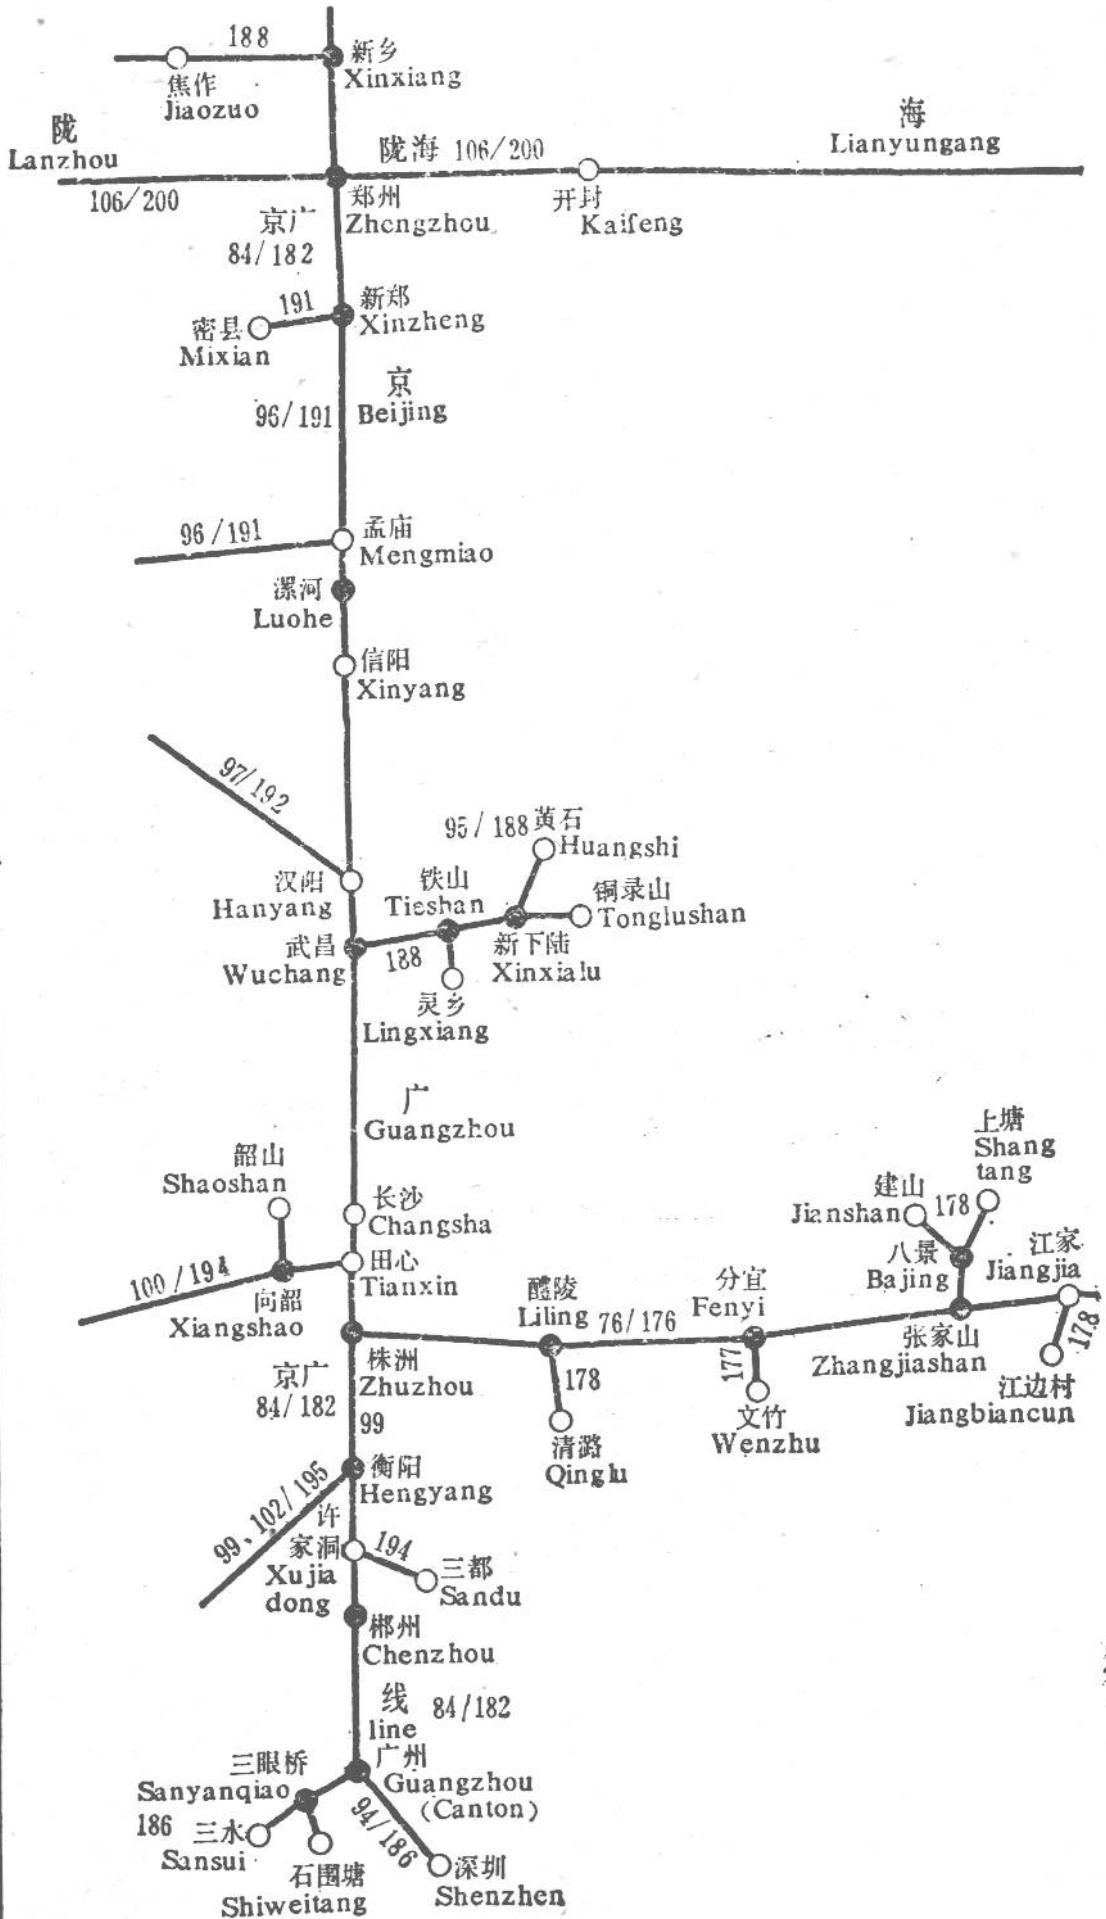 188
新乡
Xinxiang
焦作
Jiaozuo
陇
Lanzhou
陇海 106/200
海
Lianyungang
106/200
郑州
Zhengzhou
开封
Kaifeng
京广
84/182
191
新郑
Xinzheng
密县
Mixian
京
Beijing
96/191
96/191
孟庙
Mengmiao
漯河
Luohe
信阳
Xinyang
97/192
95/188
黄石
Huangshi
汉阳
Hanyang
铁山
Tieshan
铜录山
Tonglushan
武昌
Wuchang
188
新下陆
Xinxialu
灵乡
Lingxiang
广
Guangzhou
韶山
Shaoshan
长沙
Changsha
上塘
Shang
tang
建山
Jianshan
178
100/194
向韶
Xiangshao
田心
Tianxin
八景
Bajing
江家
Jiangjia
醴陵
Liling
76/176
分宜
Fenyi
张家山
Zhangjiashan
178
株洲
Zhuzhou
京广
84/182
99
178
清潞
Qinglu
177
文竹
Wenzhu
江边村
Jiangbiancun
99、102/195
衡阳
Hengyang
许
家洞
Xujia
dong
194
三都
Sandu
郴州
Chenzhou
线
line
84/182
三眼桥
Sanyanqiao
广州
Guangzhou
(Canton)
186
三水
Sansui
石围塘
Shiweitang
94/186
深圳
Shenzhen